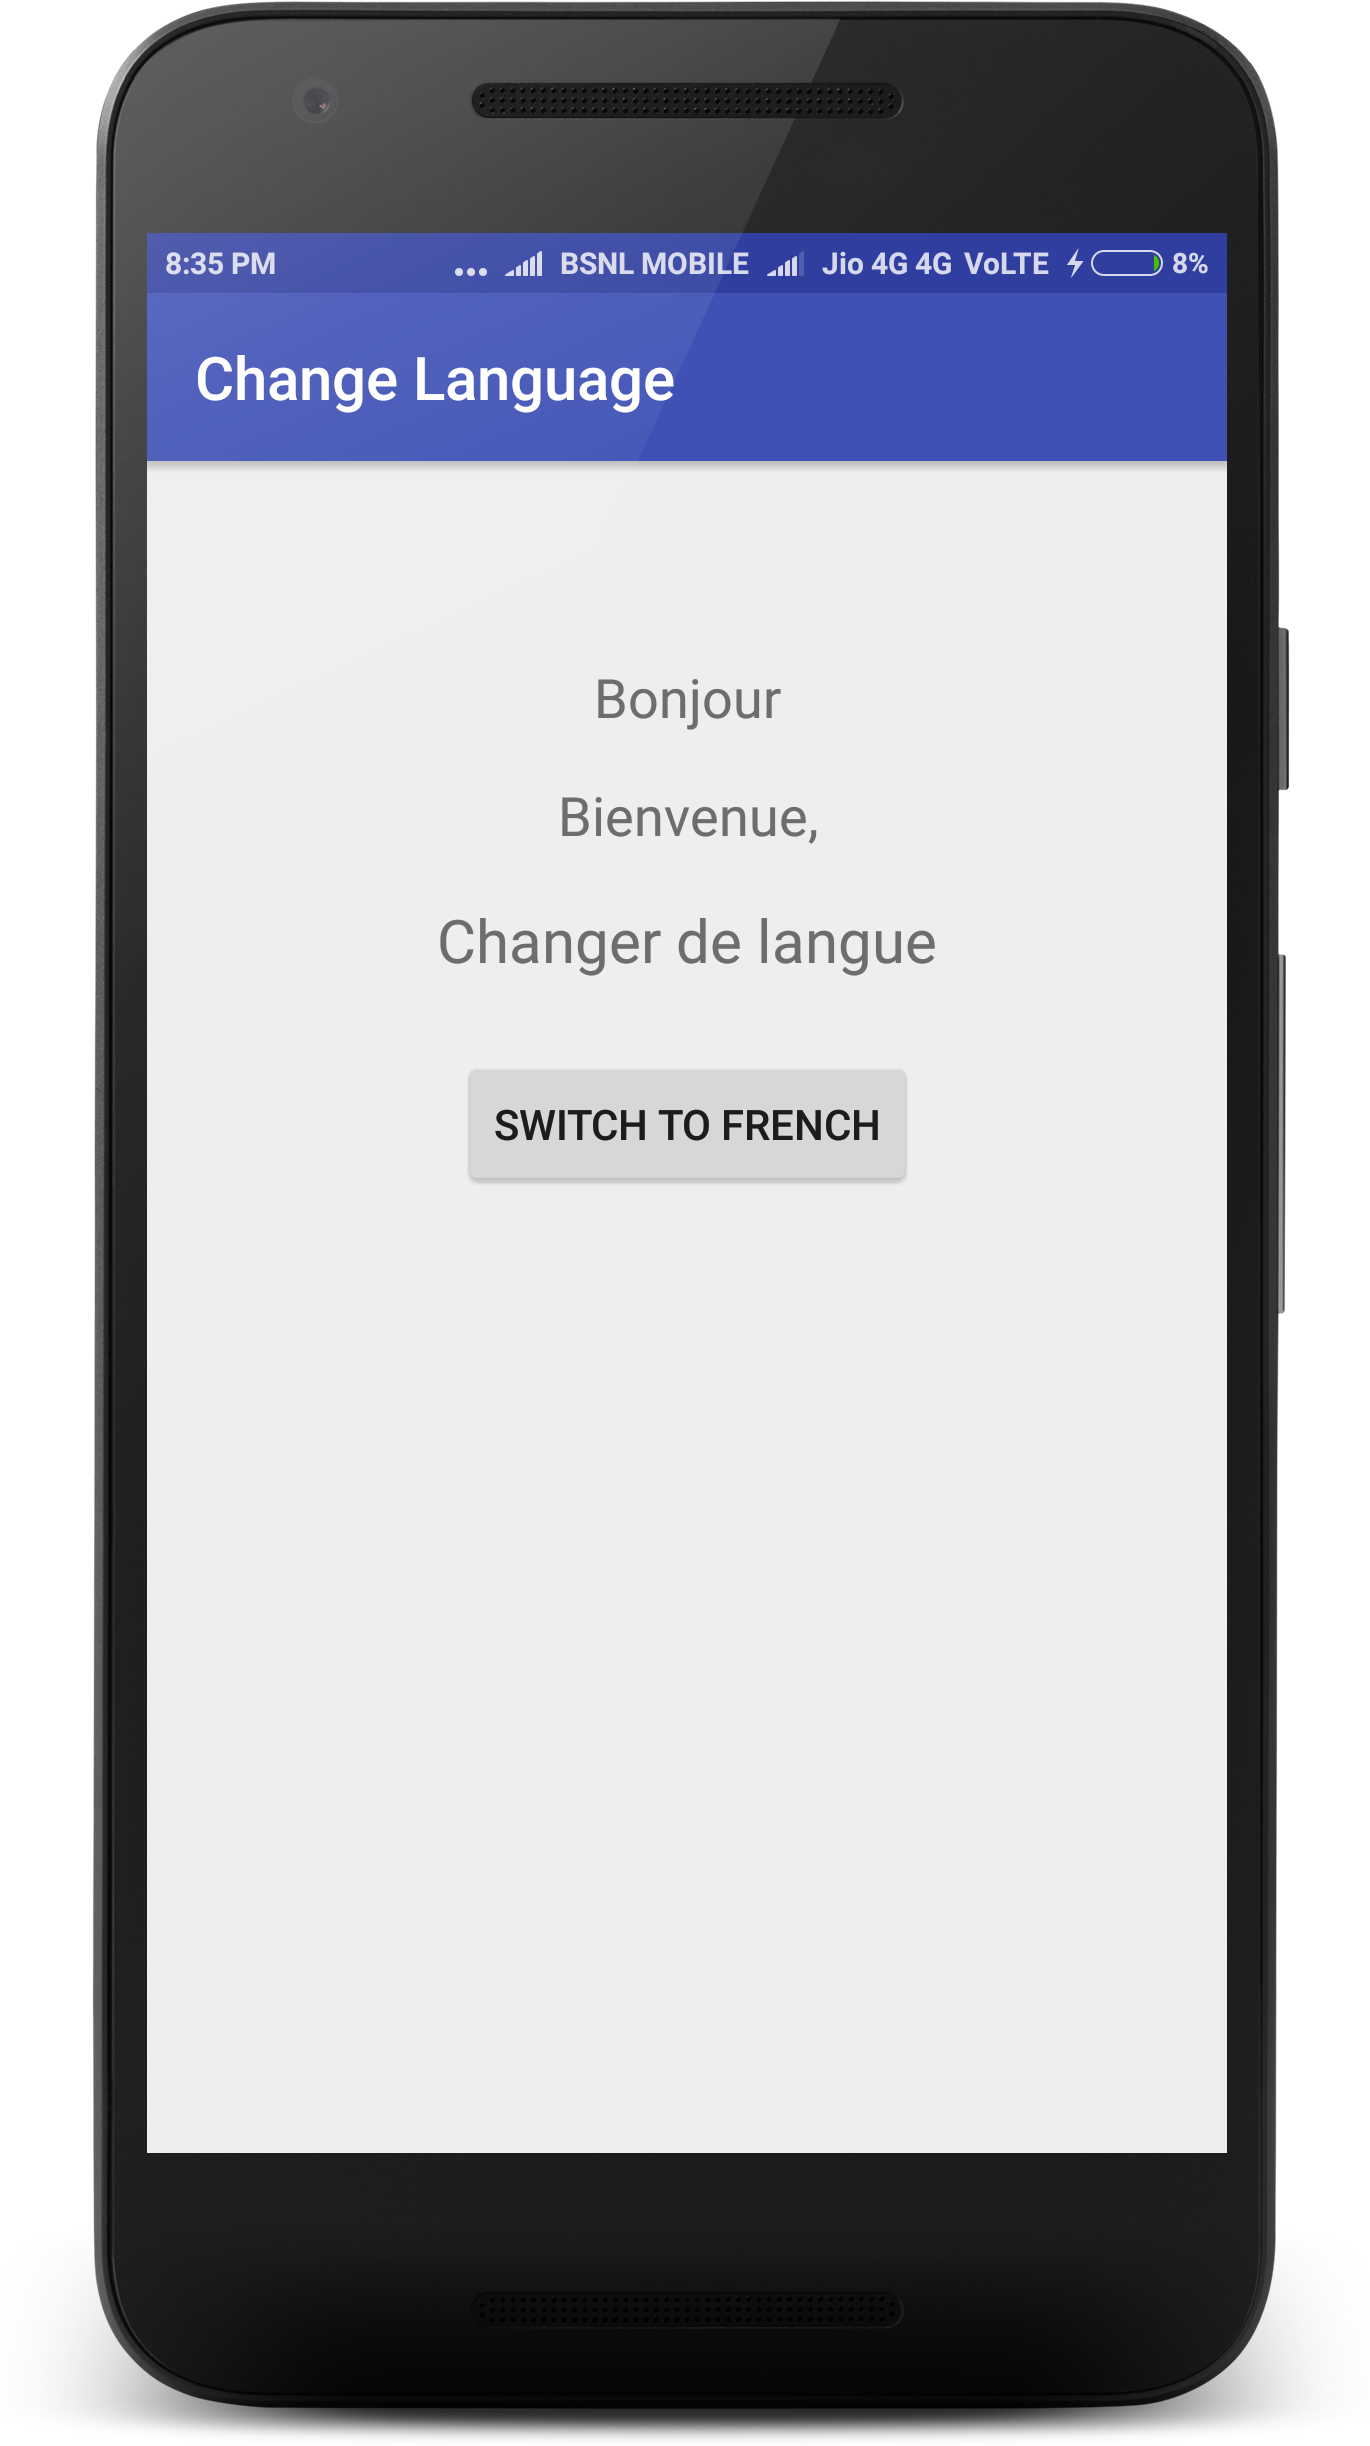 8:35 PM ... BSNL MOBILE Jio 4G 4G VoLTE 8%
Change Language
Bonjour
Bienvenue,
Changer de langue
SWITCH TO FRENCH